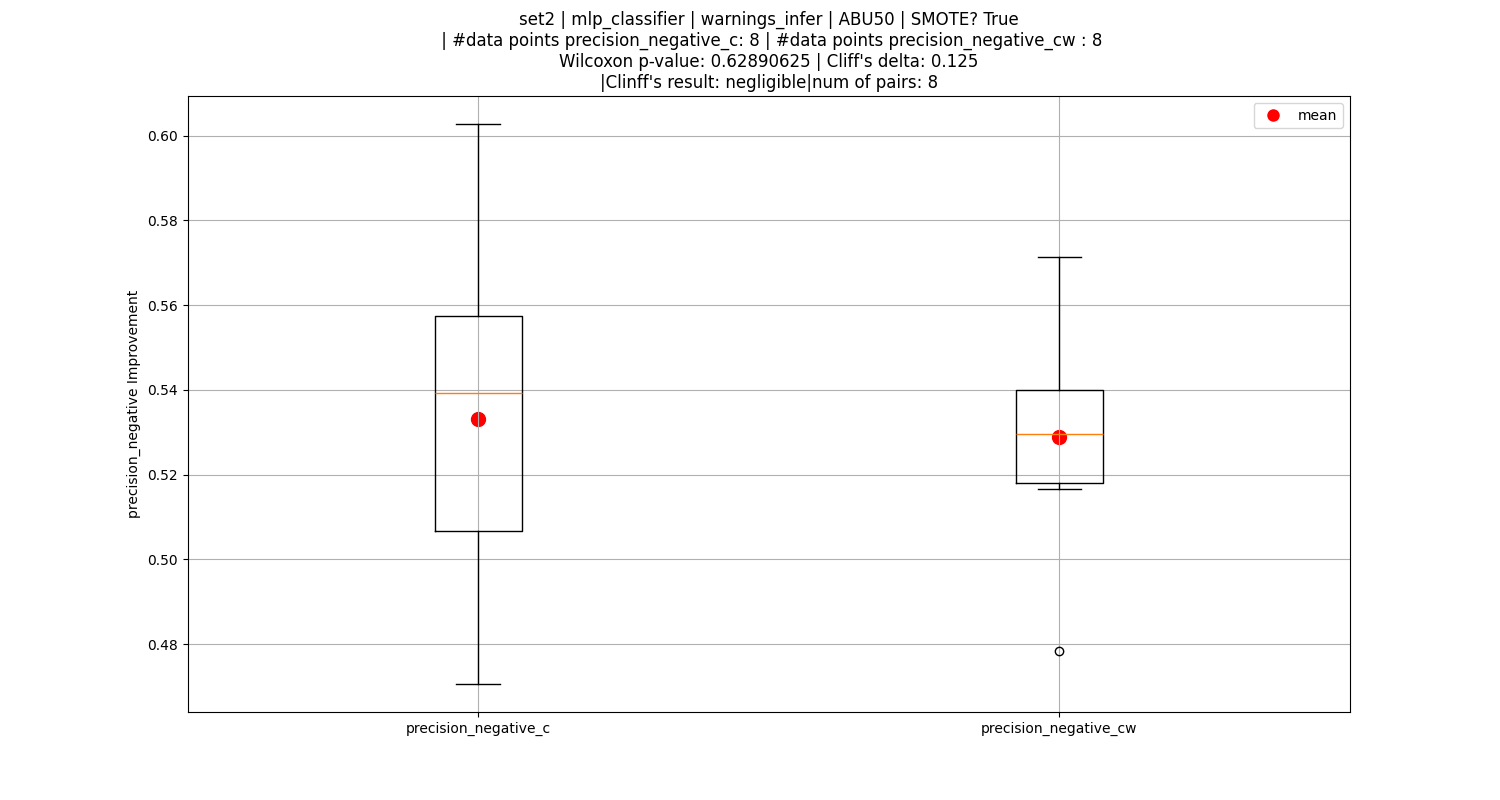 set2 | mlp_classifier | warnings_infer | ABU50 | SMOTE? True
| #data points precision_negative_c: 8 | #data points precision_negative_cw : 8
Wilcoxon p-value: 0.62890625 | Cliff's delta: 0.125
|Clinff's result: negligible|num of pairs: 8
mean
0.60
0.58
0.56
0.54
0.52
0.50
0.48
precision_negative Improvement
precision_negative_c
precision_negative_cw